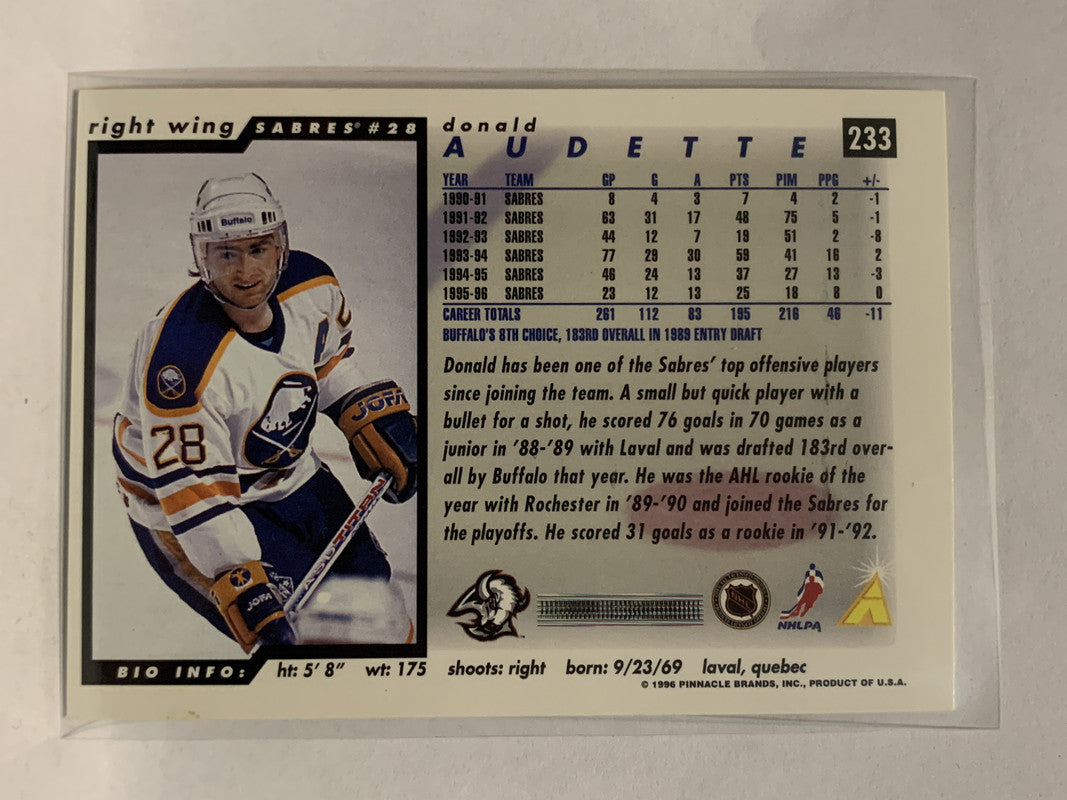 right wing SABRES® #28
donald
AUDETTE
233
YEAR TEAM GP G A PTS PIM PPG +/-
1990-91 SABRES 8 4 3 7 4 2 -1
1991-92 SABRES 63 31 17 48 75 5 -1
1992-93 SABRES 44 12 7 19 51 2 -8
1993-94 SABRES 77 29 30 59 41 16 2
1994-95 SABRES 46 24 13 37 27 13 -3
1995-96 SABRES 23 12 13 25 18 8 0
CAREER TOTALS 261 112 83 195 216 46 -11
BUFFALO'S 8TH CHOICE, 183RD OVERALL IN 1989 ENTRY DRAFT
Donald has been one of the Sabres' top offensive players
since joining the team. A small but quick player with a
bullet for a shot, he scored 76 goals in 70 games as a
junior in '88-'89 with Laval and was drafted 183rd over-
all by Buffalo that year. He was the AHL rookie of the
year with Rochester in '89-'90 and joined the Sabres for
the playoffs. He scored 31 goals as a rookie in '91-'92.
Buffalo
28
28
JOFA
TITAN
JOFA
NHL
NHLPA
BIO INFO: ht: 5' 8" wt: 175 shoots: right born: 9/23/69 laval, quebec
© 1996 PINNACLE BRANDS, INC., PRODUCT OF U.S.A.